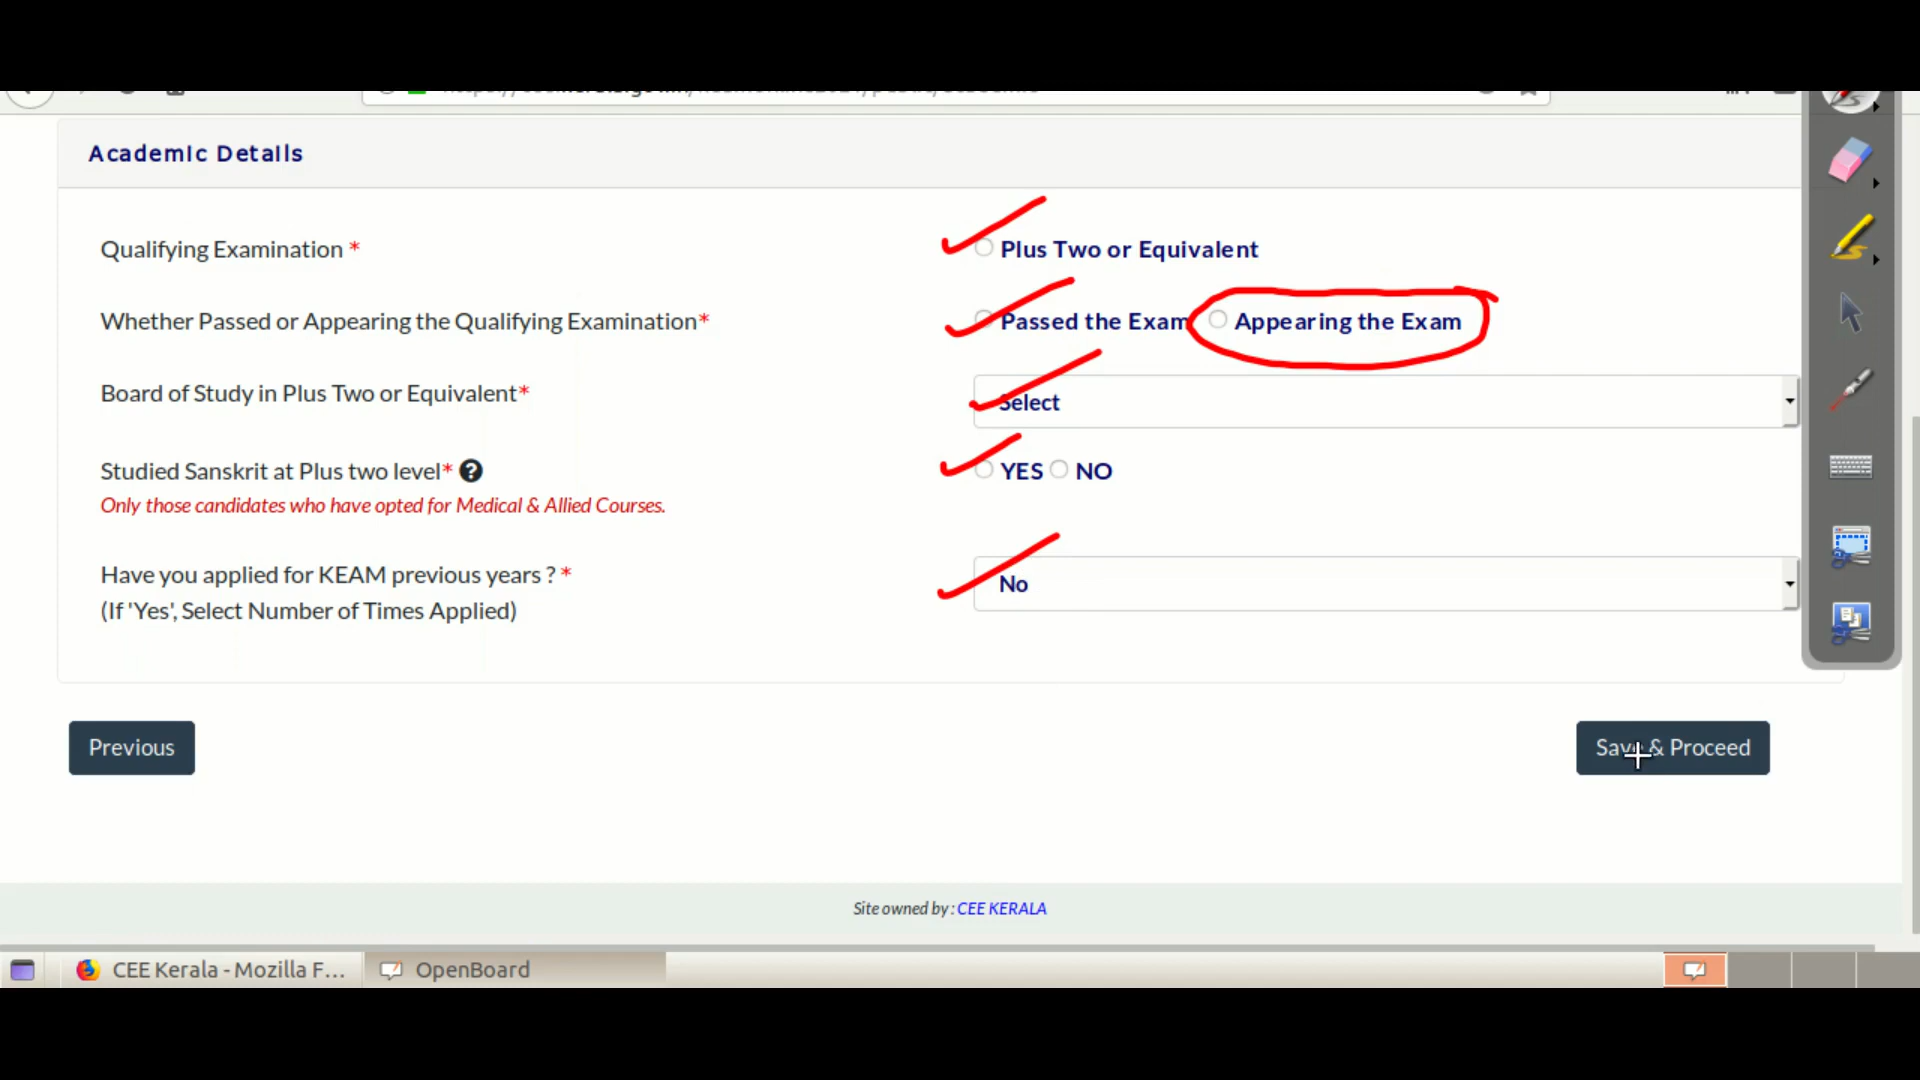 Academic Details
Qualifying Examination *
Plus Two or Equivalent
Whether Passed or Appearing the Qualifying Examination*
Passed the Exam
Appearing the Exam
Board of Study in Plus Two or Equivalent*
Select
Studied Sanskrit at Plus two level*
YES NO
Only those candidates who have opted for Medical & Allied Courses.
Have you applied for KEAM previous years ? *
No
(If 'Yes', Select Number of Times Applied)
Previous
Save & Proceed
Site owned by : CEE KERALA
CEE Kerala - Mozilla F...
OpenBoard